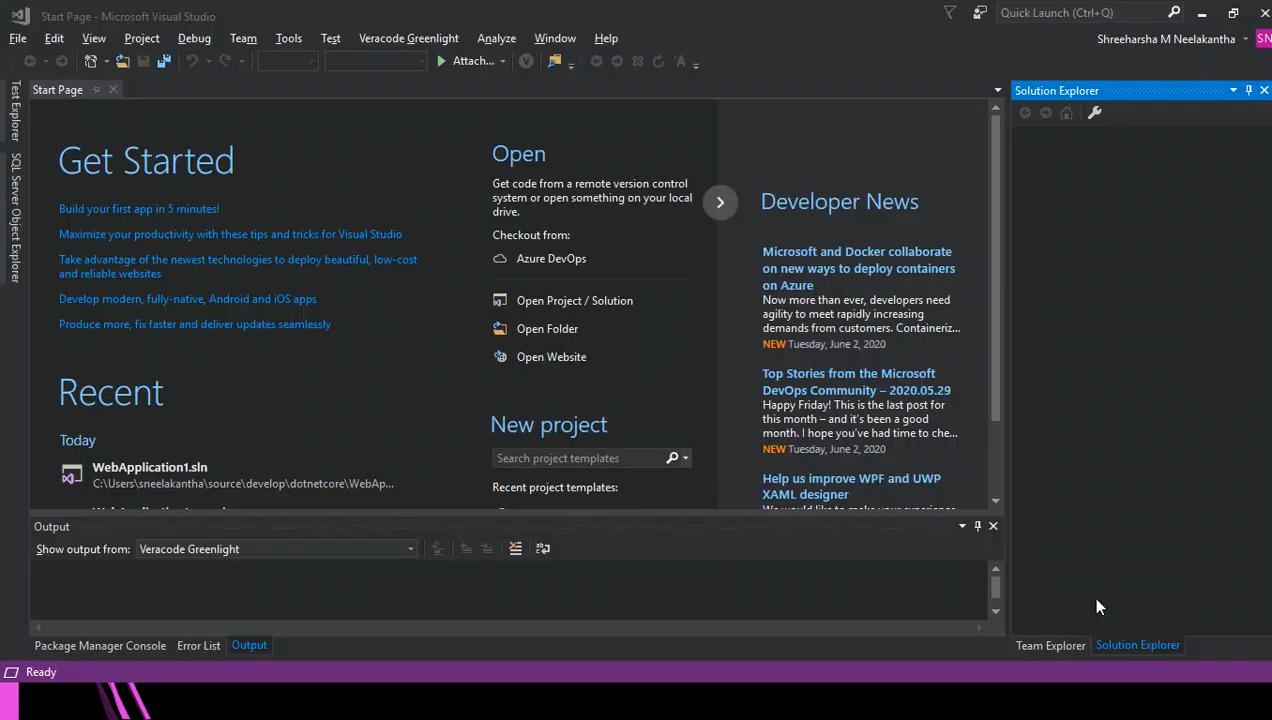 Start Page - Microsoft Visual Studio
Quick Launch (Ctrl+Q)
File Edit View Project Debug Team Tools Test Veracode Greenlight Analyze Window Help
Shreeharsha M Neelakantha
SN
Attach...
Test Explorer
SQL Server Object Explorer
Start Page
Get Started
Build your first app in 5 minutes!
Maximize your productivity with these tips and tricks for Visual Studio
Take advantage of the newest technologies to deploy beautiful, low-cost
and reliable websites
Develop modern, fully-native, Android and iOS apps
Produce more, fix faster and deliver updates seamlessly
Recent
Today
WebApplication1.sln
C:\Users\sneelakantha\source\develop\dotnetcore\WebAp...
Open
Get code from a remote version control
system or open something on your local
drive.
Checkout from:
Azure DevOps
Open Project / Solution
Open Folder
Open Website
New project
Search project templates
Recent project templates:
Developer News
Microsoft and Docker collaborate
on new ways to deploy containers
on Azure
Now more than ever, developers need
agility to meet rapidly increasing
demands from customers. Containeriz...
NEW Tuesday, June 2, 2020
Top Stories from the Microsoft
DevOps Community – 2020.05.29
Happy Friday! This is the last post for
this month – and it's been a good
month. I hope you've had time to che...
NEW Tuesday, June 2, 2020
Help us improve WPF and UWP
XAML designer
Solution Explorer
Output
Show output from: Veracode Greenlight
Package Manager Console Error List Output
Team Explorer Solution Explorer
Ready